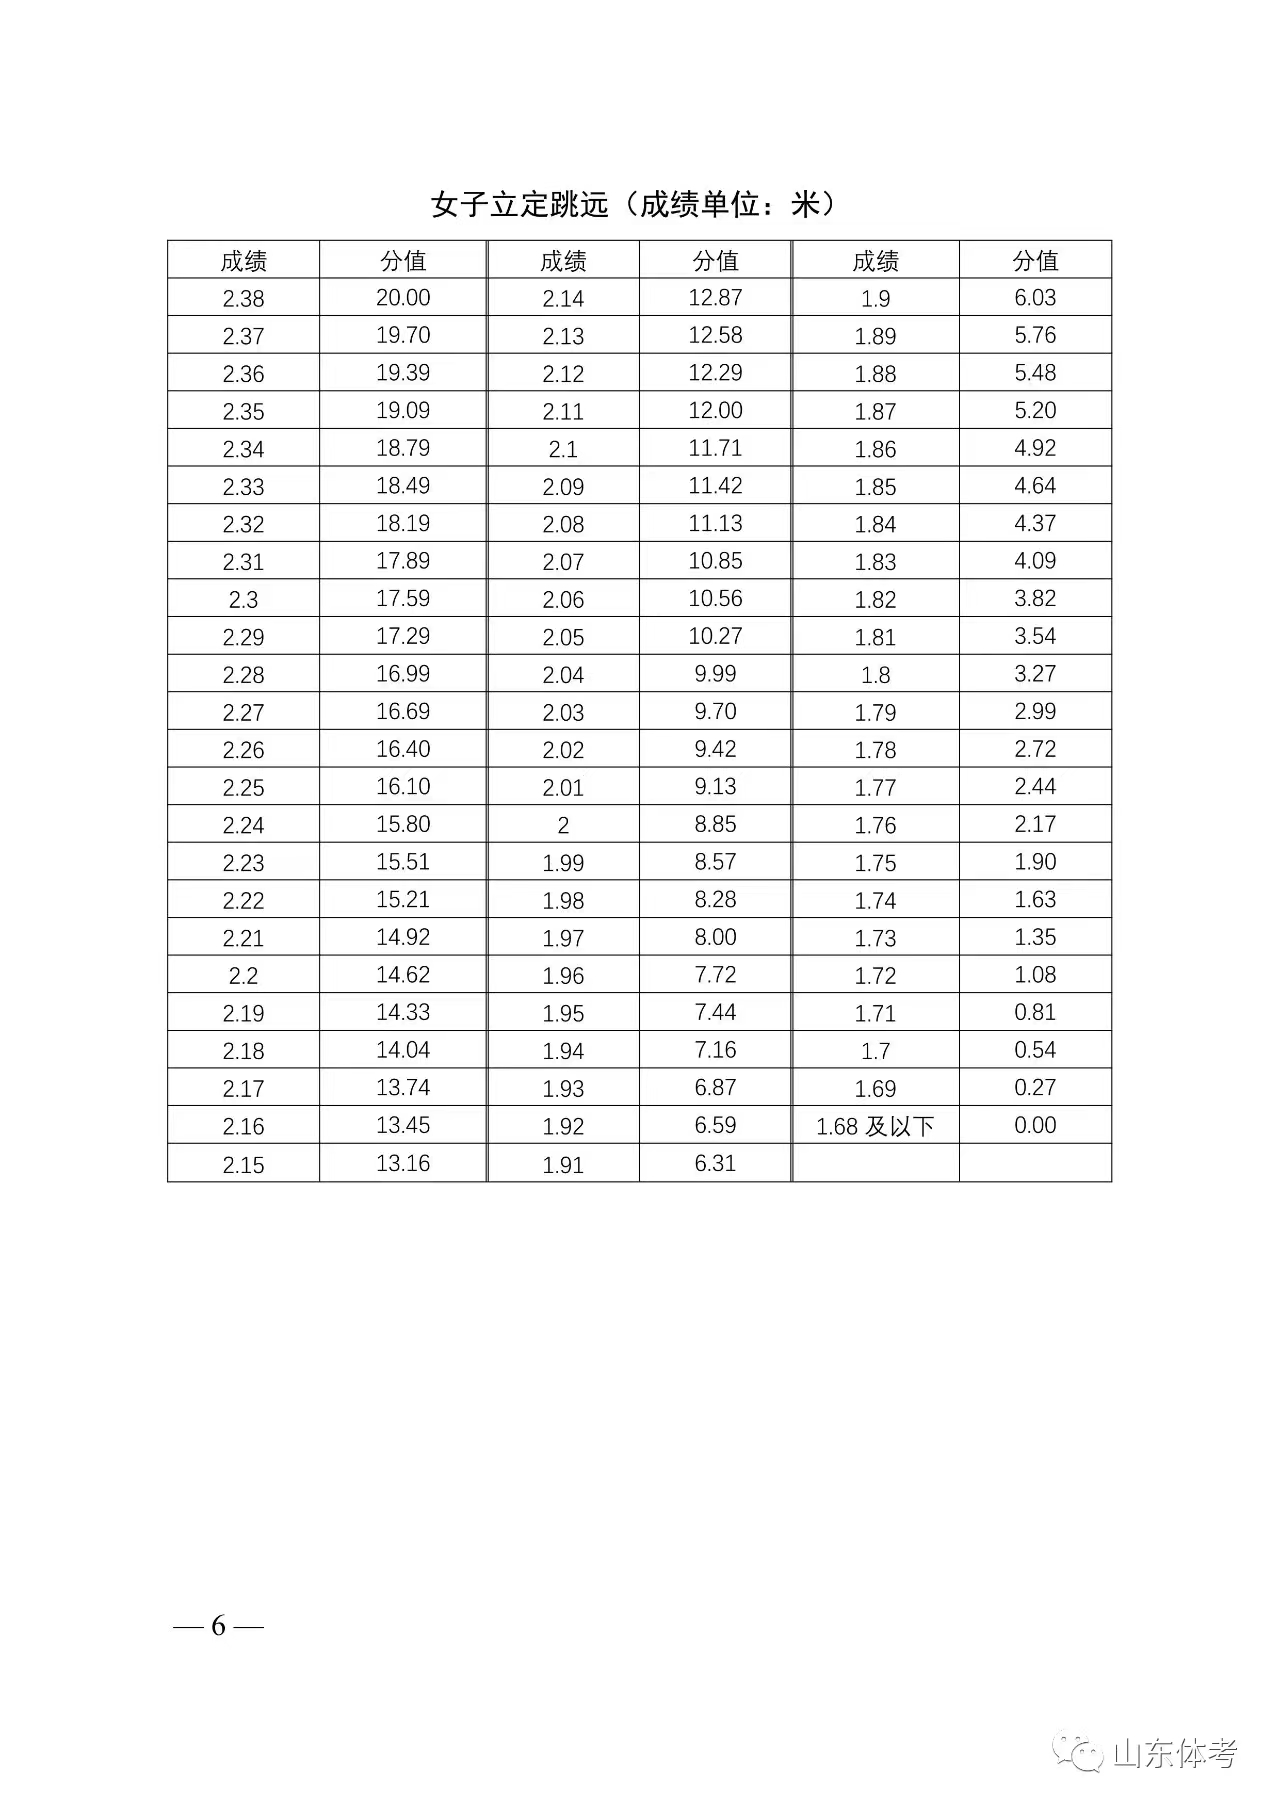 女子立定跳远（成绩单位：米）
成绩 分值 成绩 分值 成绩 分值
2.38 20.00 2.14 12.87 1.9 6.03
2.37 19.70 2.13 12.58 1.89 5.76
2.36 19.39 2.12 12.29 1.88 5.48
2.35 19.09 2.11 12.00 1.87 5.20
2.34 18.79 2.1 11.71 1.86 4.92
2.33 18.49 2.09 11.42 1.85 4.64
2.32 18.19 2.08 11.13 1.84 4.37
2.31 17.89 2.07 10.85 1.83 4.09
2.3 17.59 2.06 10.56 1.82 3.82
2.29 17.29 2.05 10.27 1.81 3.54
2.28 16.99 2.04 9.99 1.8 3.27
2.27 16.69 2.03 9.70 1.79 2.99
2.26 16.40 2.02 9.42 1.78 2.72
2.25 16.10 2.01 9.13 1.77 2.44
2.24 15.80 2 8.85 1.76 2.17
2.23 15.51 1.99 8.57 1.75 1.90
2.22 15.21 1.98 8.28 1.74 1.63
2.21 14.92 1.97 8.00 1.73 1.35
2.2 14.62 1.96 7.72 1.72 1.08
2.19 14.33 1.95 7.44 1.71 0.81
2.18 14.04 1.94 7.16 1.7 0.54
2.17 13.74 1.93 6.87 1.69 0.27
2.16 13.45 1.92 6.59 1.68 及以下 0.00
2.15 13.16 1.91 6.31
— 6 —
山东体考